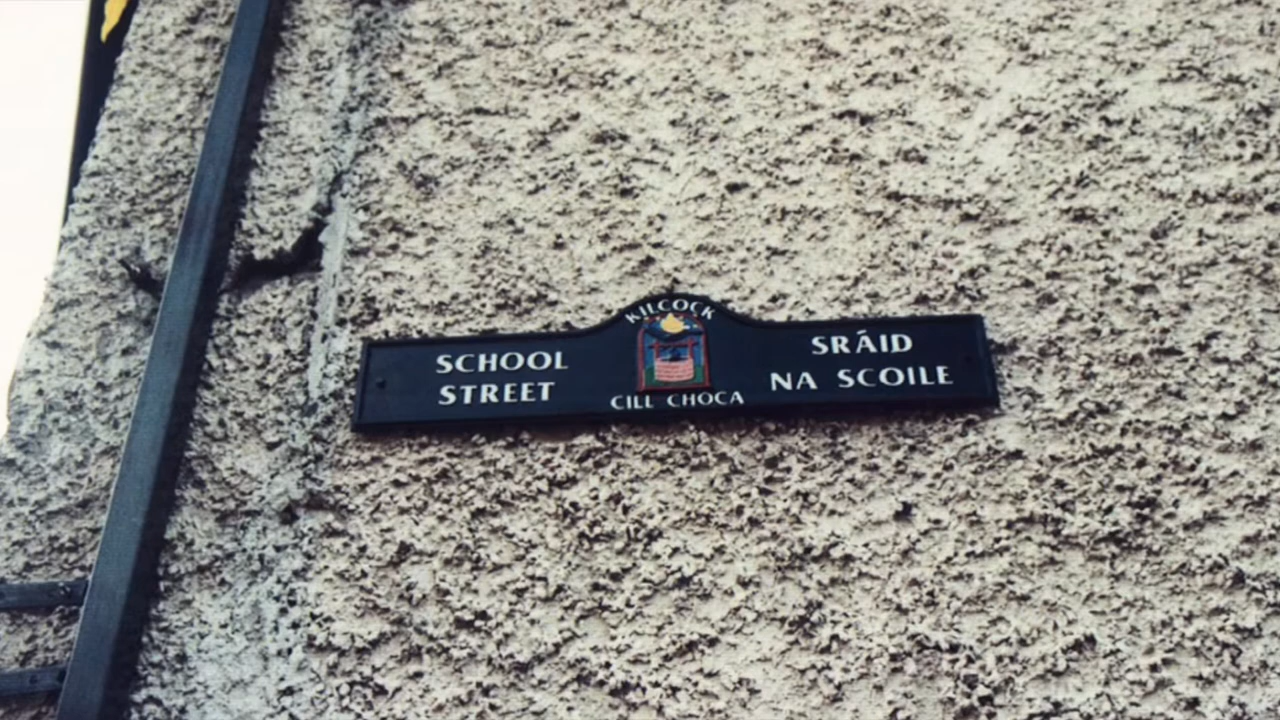 KILCOCK
SCHOOL
STREET
CILL CHOCA
SRÁID
NA SCOILE